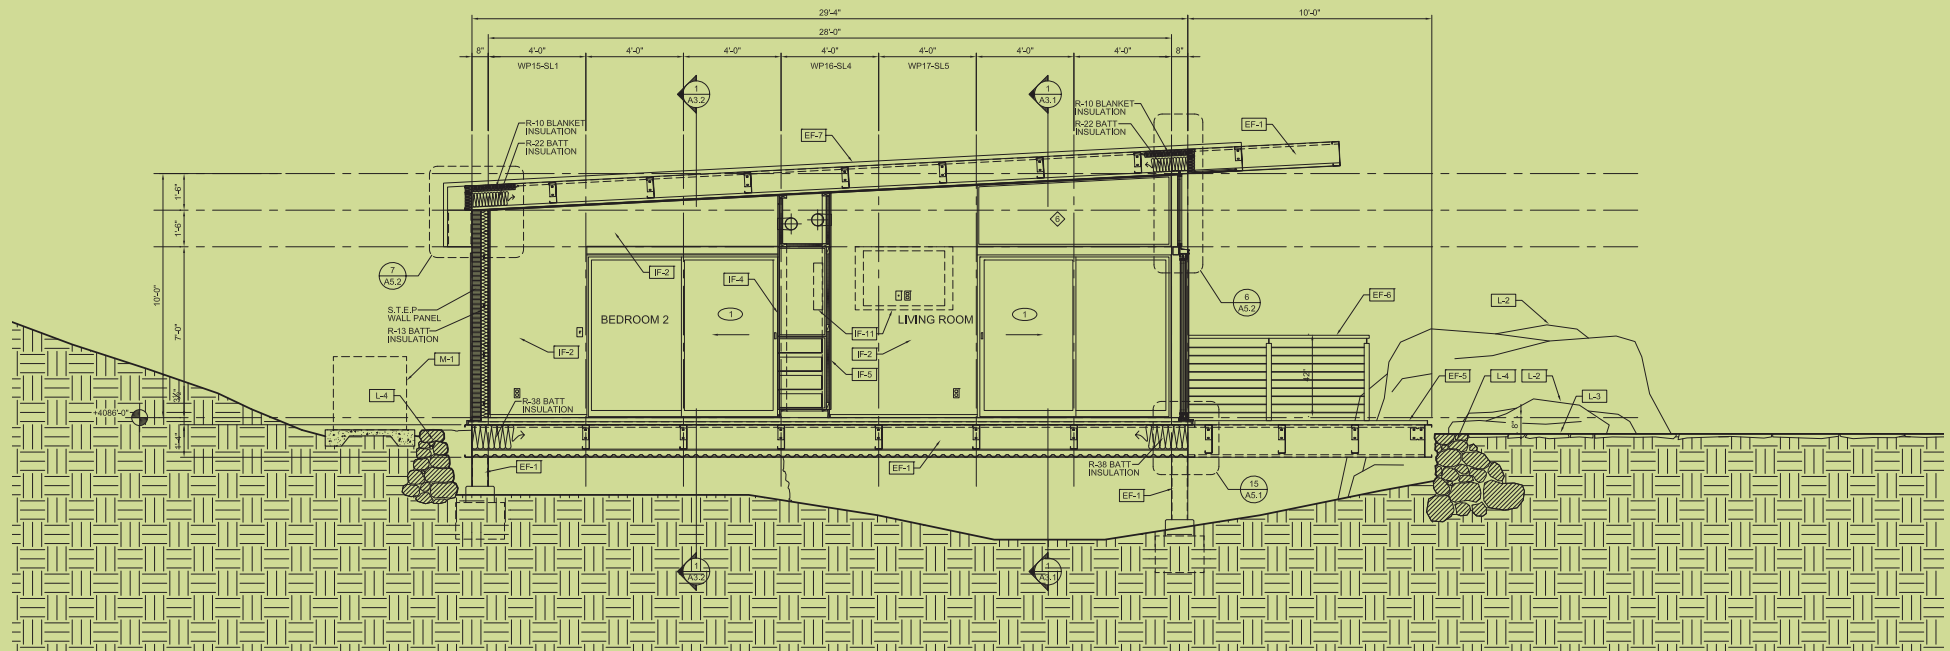 29'-4"
10'-0"
28'-0"
8" 4'-0" 4'-0" 4'-0" 4'-0" 4'-0" 4'-0" 4'-0" 8"
WP15-SL1 WP16-SL4 WP17-SL5
1
A3.2
1
A3.1
R-10 BLANKET
INSULATION
R-22 BATT
INSULATION
EF-7
R-10 BLANKET
INSULATION
R-22 BATT
INSULATION
EF-1
1'-6"
1'-6"
10'-0"
7'-0"
1'-4"
6
7
A5.2
IF-2
IF-4
6
A5.2
EF-6
L-2
S.T.E.P
WALL PANEL
R-13 BATT
INSULATION
BEDROOM 2
1
LIVING ROOM
1
IF-11
IF-2
IF-2
IF-5
M-1
L-4
42"
EF-5
L-4
L-2
L-3
8"
+4086'-0"
R-38 BATT
INSULATION
EF-1
EF-1
R-38 BATT
INSULATION
EF-1
15
A5.1
1
A3.2
1
A3.1